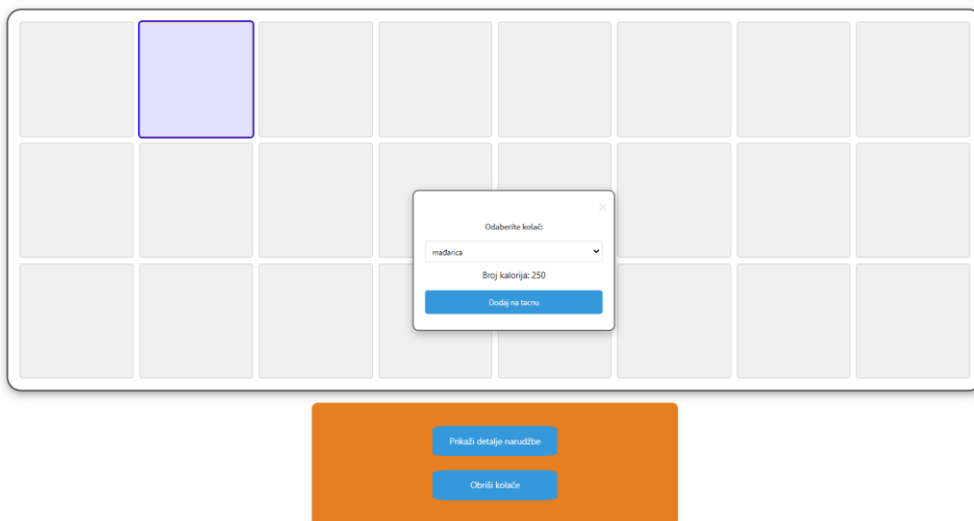 ×
Odaberite kolač:
mađarica
Broj kalorija: 250
Dodaj na tacnu
Prikaži detalje narudžbe
Obriši kolače